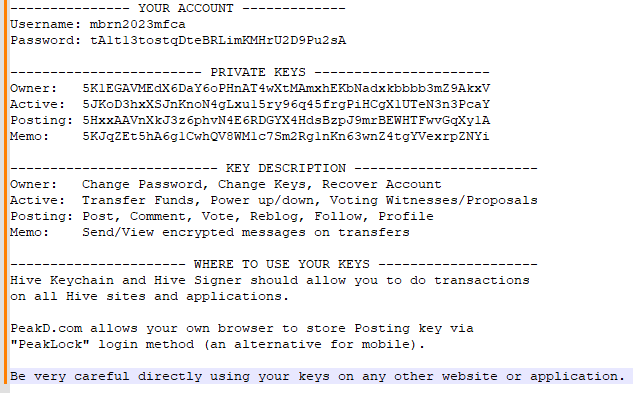 --------------- YOUR ACCOUNT -------------
Username: mbrn2023mfca
Password:

------------------------ PRIVATE KEYS ----------------------
Owner:
Active:
Posting:
Memo:

-------------------------- KEY DESCRIPTION -----------------------
Owner: Change Password, Change Keys, Recover Account
Active: Transfer Funds, Power up/down, Voting Witnesses/Proposals
Posting: Post, Comment, Vote, Reblog, Follow, Profile
Memo: Send/View encrypted messages on transfers

---------------------- WHERE TO USE YOUR KEYS --------------------
Hive Keychain and Hive Signer should allow you to do transactions
on all Hive sites and applications.

PeakD.com allows your own browser to store Posting key via
"PeakLock" login method (an alternative for mobile).

Be very careful directly using your keys on any other website or application.